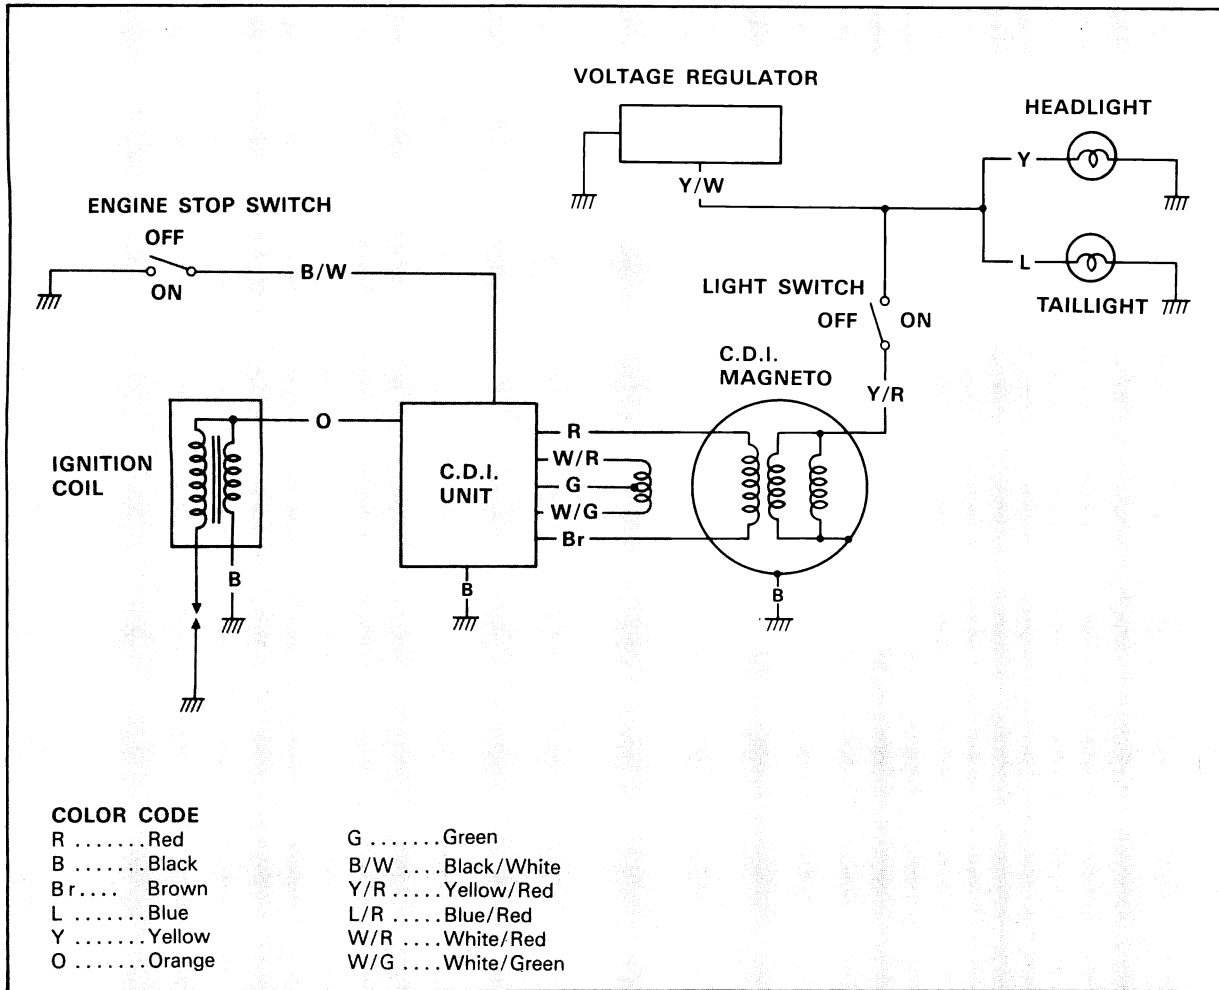 VOLTAGE REGULATOR
HEADLIGHT
Y
Y/W
ENGINE STOP SWITCH
OFF
B/W
ON
L
LIGHT SWITCH
OFF ON
TAILLIGHT
C.D.I.
MAGNETO
Y/R
O
R
IGNITION
COIL
C.D.I.
UNIT
W/R
G
W/G
Br
B
B
B
COLOR CODE
R .......Red
B .......Black
Br.... Brown
L .......Blue
Y .......Yellow
O .......Orange
G .......Green
B/W ....Black/White
Y/R .....Yellow/Red
L/R .....Blue/Red
W/R ....White/Red
W/G ....White/Green